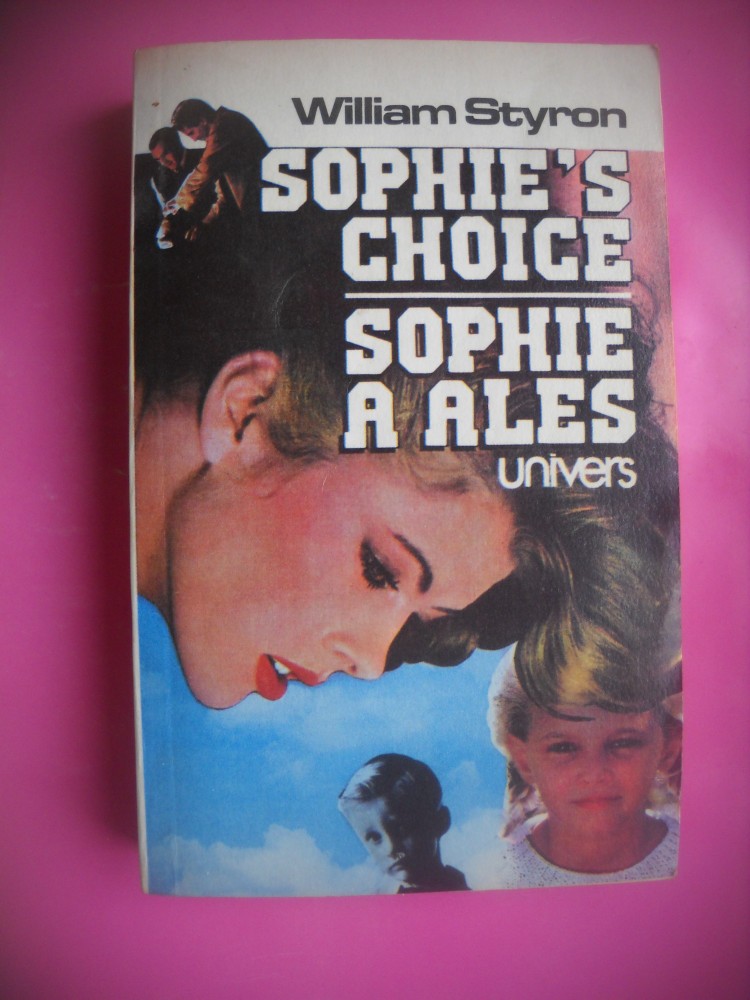 William Styron
SOPHIE'S
CHOICE
SOPHIE
A ALES
univers